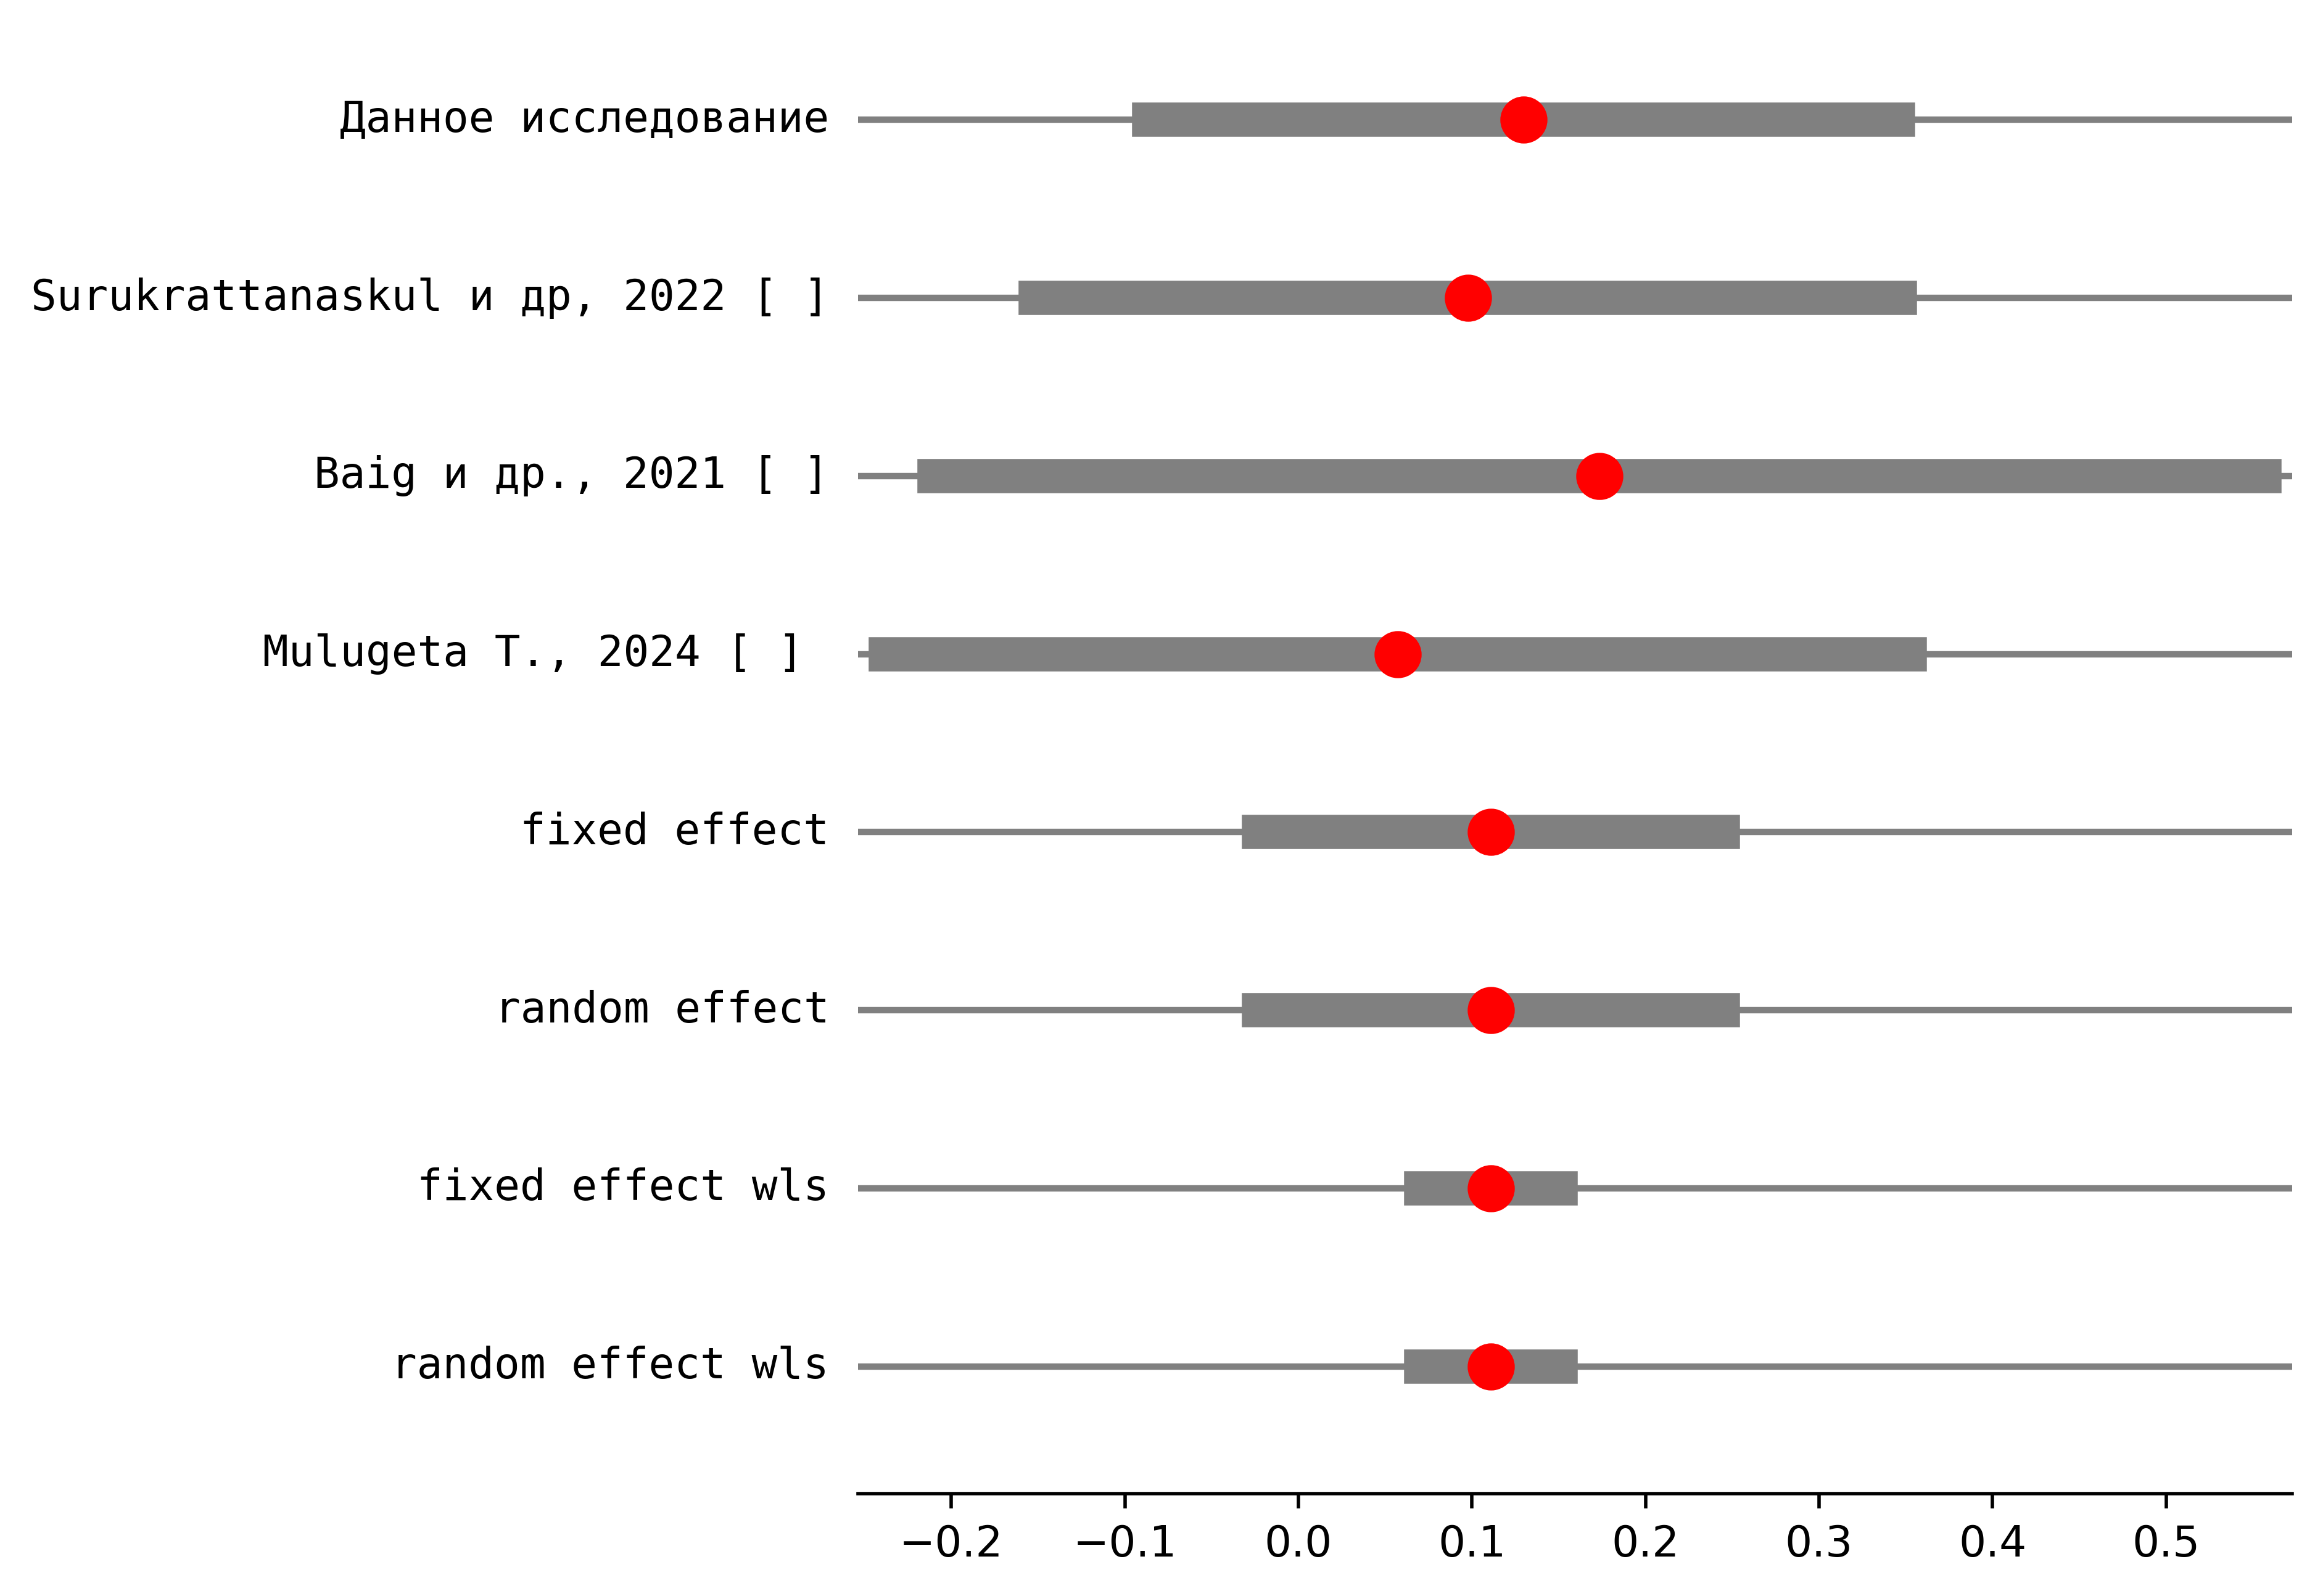 Данное исследование
Surukrattanaskul и др, 2022 [ ]
Baig и др., 2021 [ ]
Mulugeta T., 2024 [ ]
fixed effect
random effect
fixed effect wls
random effect wls
−0.2 −0.1 0.0 0.1 0.2 0.3 0.4 0.5